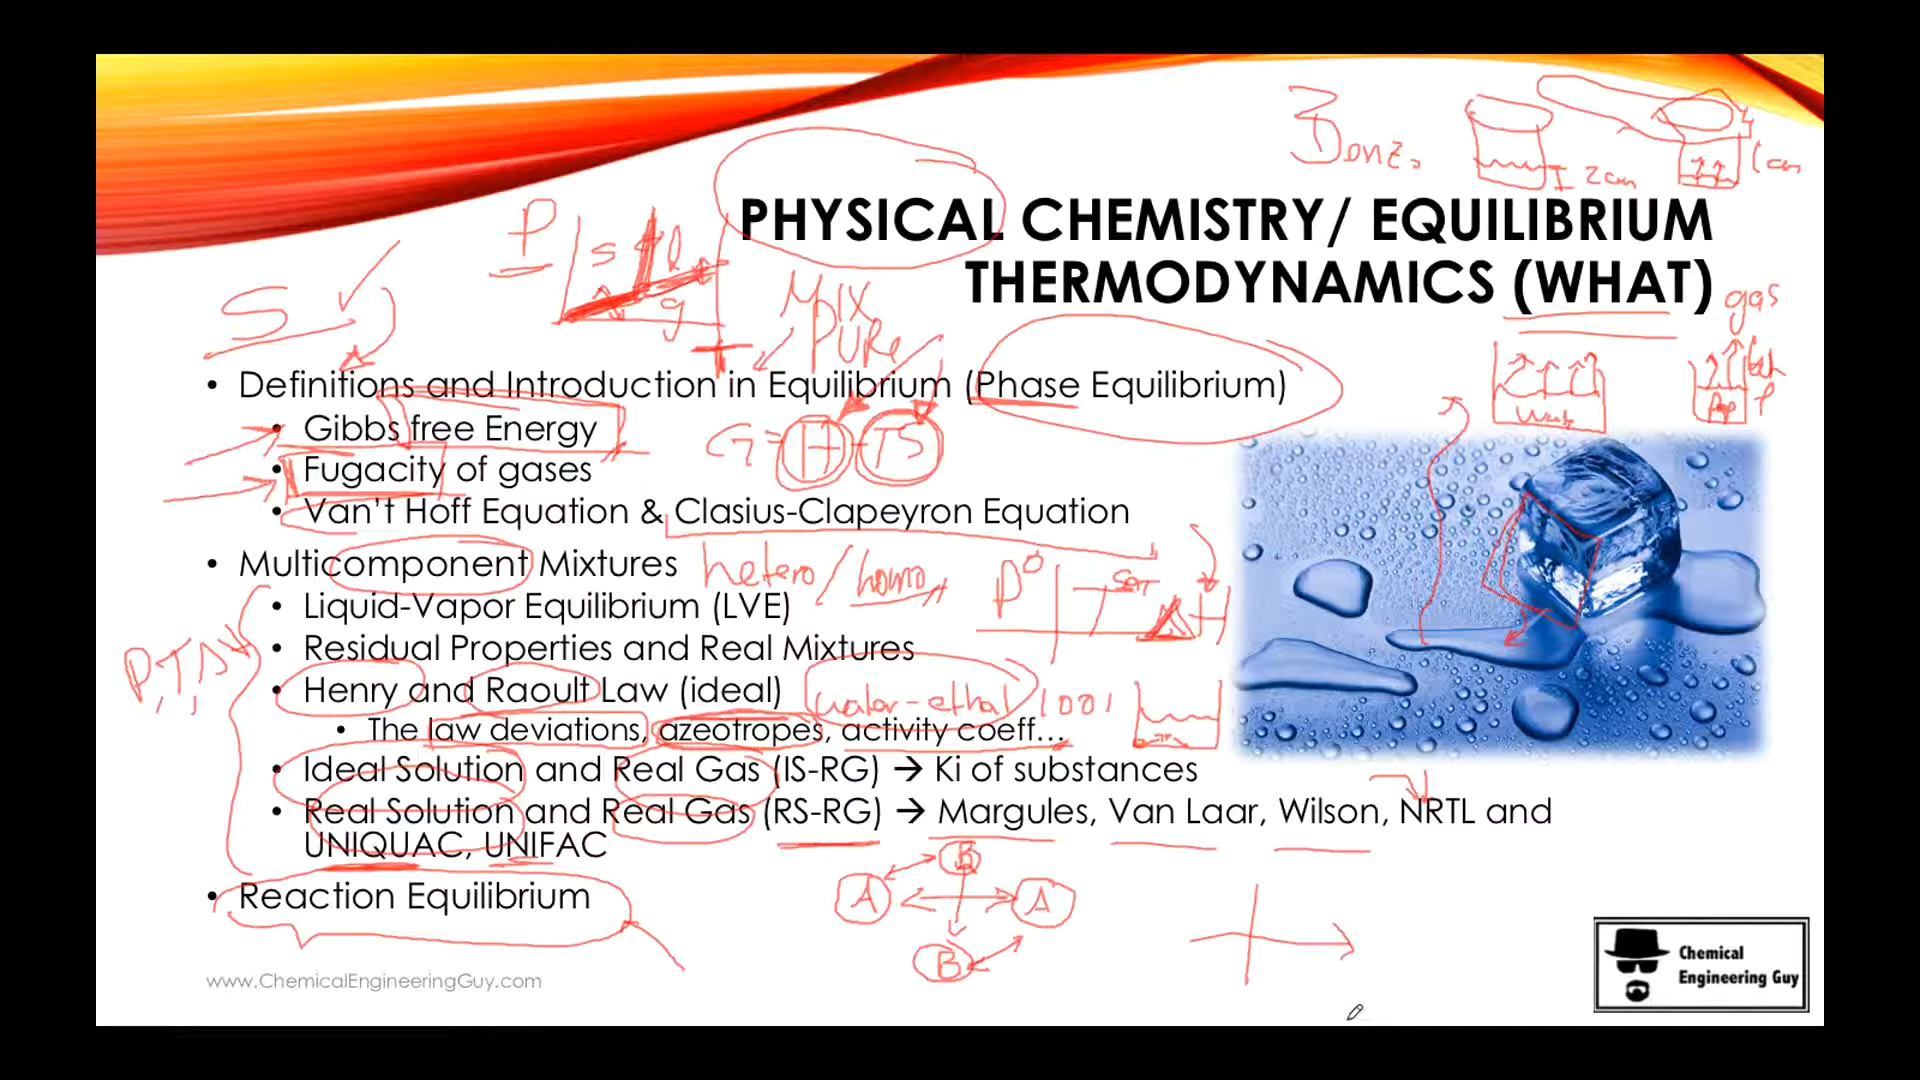 PHYSICAL CHEMISTRY/ EQUILIBRIUM
THERMODYNAMICS (WHAT)
2cm
1cm
P
S
l
g
T
S
MIX
PURE
gas
• Definitions and Introduction in Equilibrium (Phase Equilibrium)
• Gibbs free Energy
G = H - TS
• Fugacity of gases
• Van’t Hoff Equation & Clasius-Clapeyron Equation
• Multicomponent Mixtures
hetero/homo
P° T SAT ΔH
• Liquid-Vapor Equilibrium (LVE)
• Residual Properties and Real Mixtures
P,T,
• Henry and Raoult Law (ideal)
• The law deviations, azeotropes, activity coeff…
• Ideal Solution and Real Gas (IS-RG) → Ki of substances
• Real Solution and Real Gas (RS-RG) → Margules, Van Laar, Wilson, NRTL and
UNIQUAC, UNIFAC
• Reaction Equilibrium
B
A A
B
www.ChemicalEngineeringGuy.com
Chemical
Engineering Guy